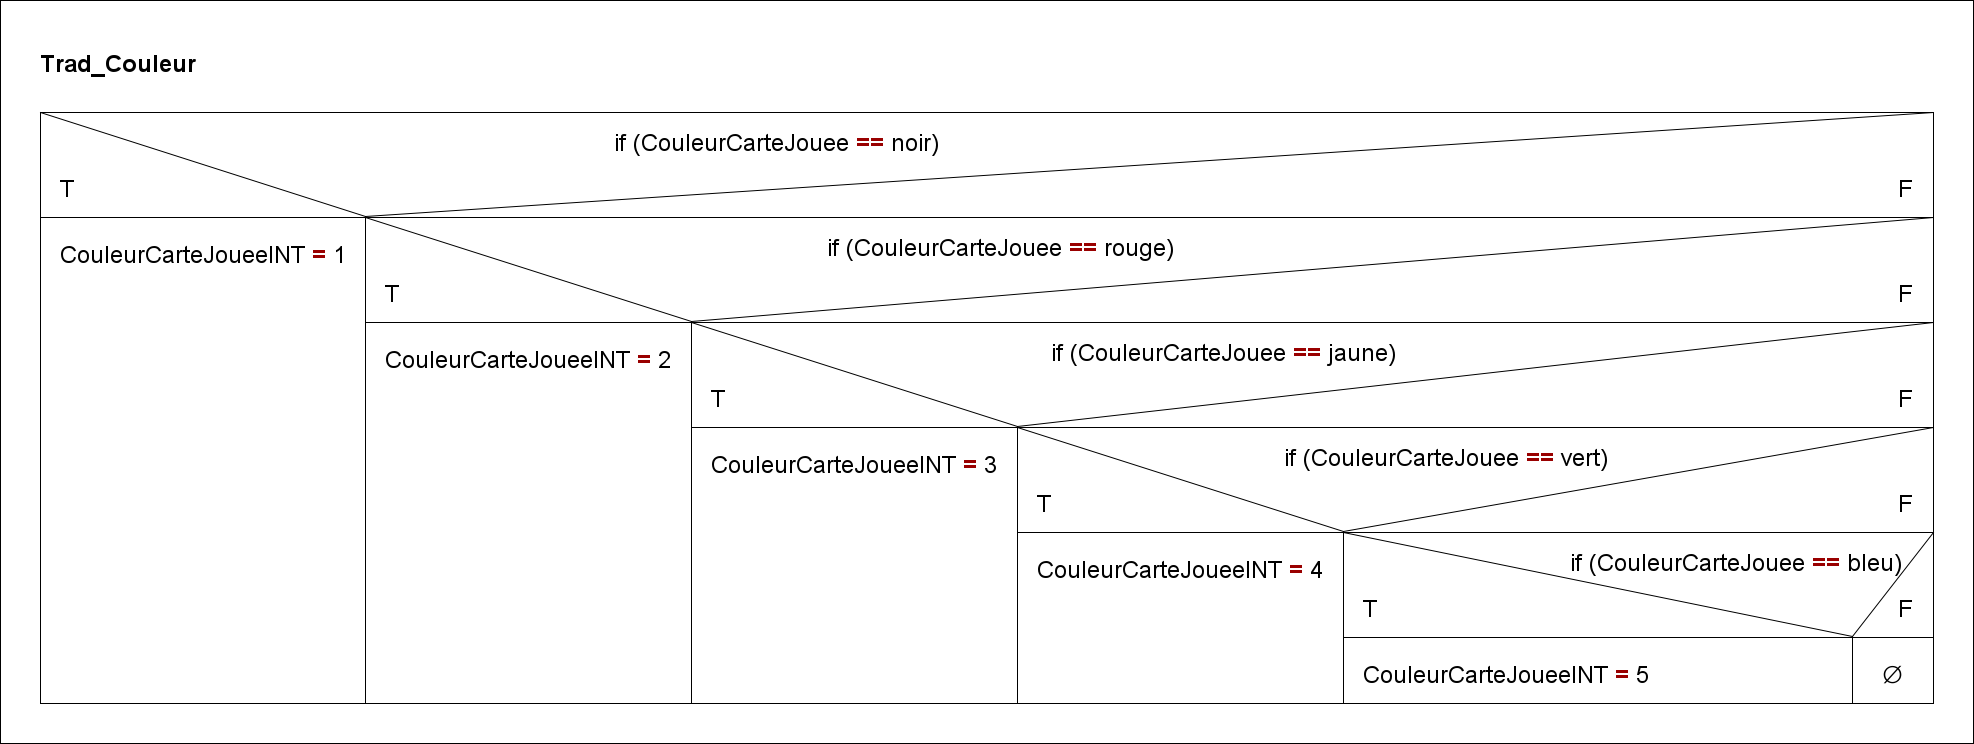 Trad_Couleur
if (CouleurCarteJouee == noir)
T
F
CouleurCarteJoueeINT = 1
if (CouleurCarteJouee == rouge)
T
F
CouleurCarteJoueeINT = 2
if (CouleurCarteJouee == jaune)
T
F
CouleurCarteJoueeINT = 3
if (CouleurCarteJouee == vert)
T
F
CouleurCarteJoueeINT = 4
if (CouleurCarteJouee == bleu)
T
F
CouleurCarteJoueeINT = 5
∅